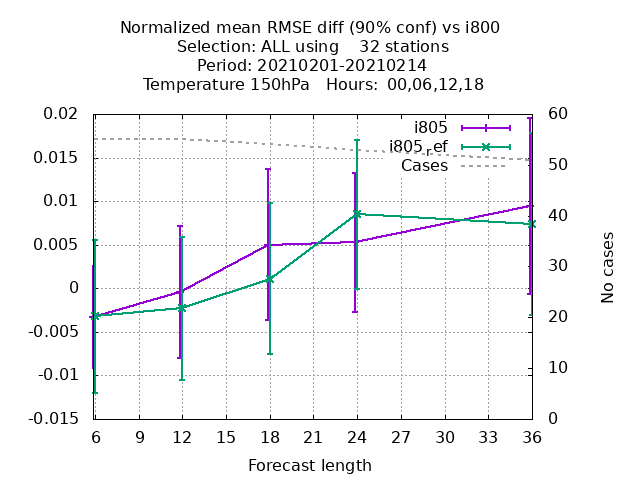 Normalized mean RMSE diff (90% conf) vs i800
Selection: ALL using 32 stations
Period: 20210201-20210214
Temperature 150hPa Hours: 00,06,12,18
0.02
0.015
0.01
0.005
0
-0.005
-0.01
-0.015
i805
i805_ref
Cases
60
50
40
30
20
10
0
No cases
6 9 12 15 18 21 24 27 30 33 36
Forecast length